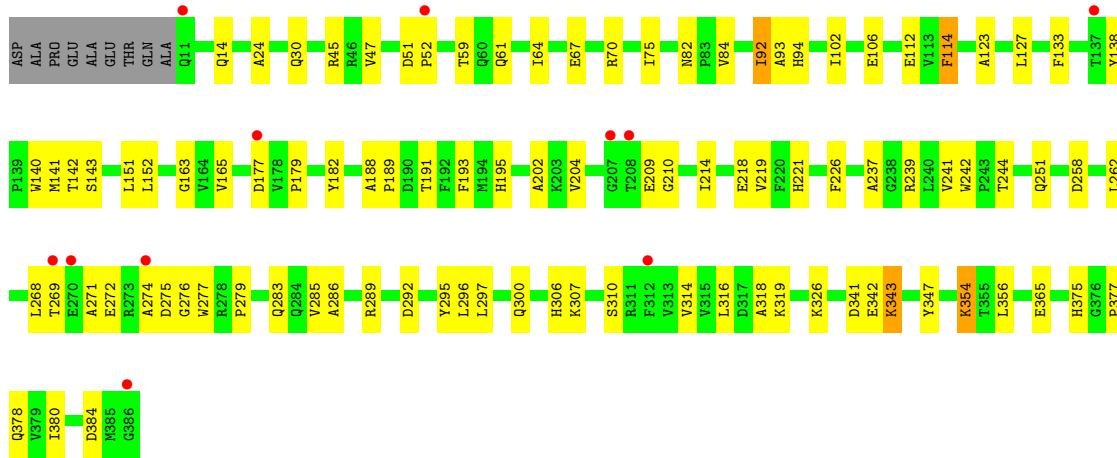 ASP ALA PRO GLU ALA GLU THR GLN ALA Q11 Q14 A24 Q30 R45 R46 V47 D51 P52 T59 Q60 Q61 I64 E67 R70 I75 N82 P83 V84 I92 A93 H94 I102 E106 E112 V113 F114 A123 L127 F133 T137 Y138
P139 W140 M141 T142 S143 L151 L152 G163 V164 V165 D177 V178 P179 Y182 A188 P189 D190 T191 F192 F193 M194 H195 A202 K203 V204 G207 T208 E209 G210 I214 E218 V219 F220 H221 F226 A237 G238 R239 L240 V241 W242 P243 T244 Q251 D258 L262
L268 T269 E270 A271 E272 R273 A274 D275 G276 W277 R278 P279 Q283 Q284 V285 A286 R289 D292 Y295 L296 L297 Q300 H306 K307 S310 R311 F312 V313 V314 V315 L316 D317 A318 K319 K326 D341 E342 K343 Y347 K354 T355 L356 E365 H375 G376 P377
Q378 V379 I380 D384 M385 G386